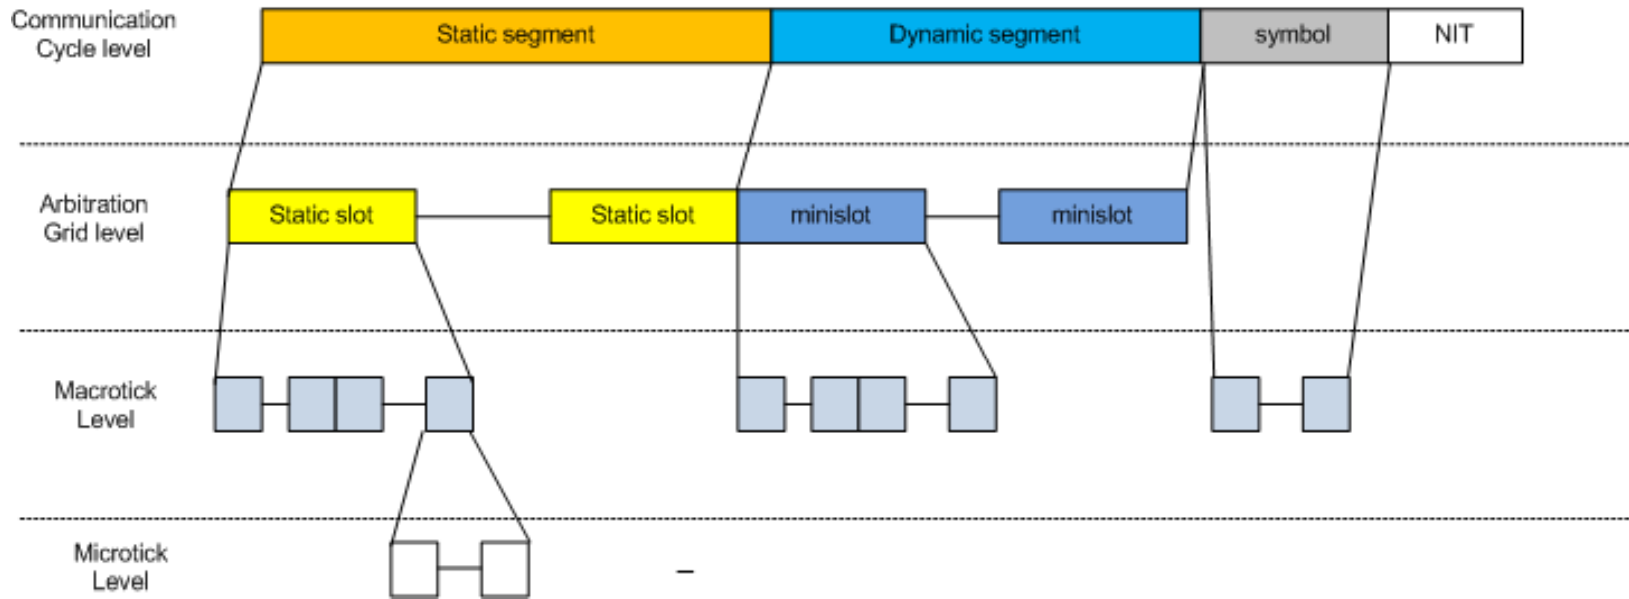 Communication
Cycle level
Static segment
Dynamic segment
symbol
NIT
Arbitration
Grid level
Static slot
Static slot
minislot
minislot
Macrotick
Level
Microtick
Level
–